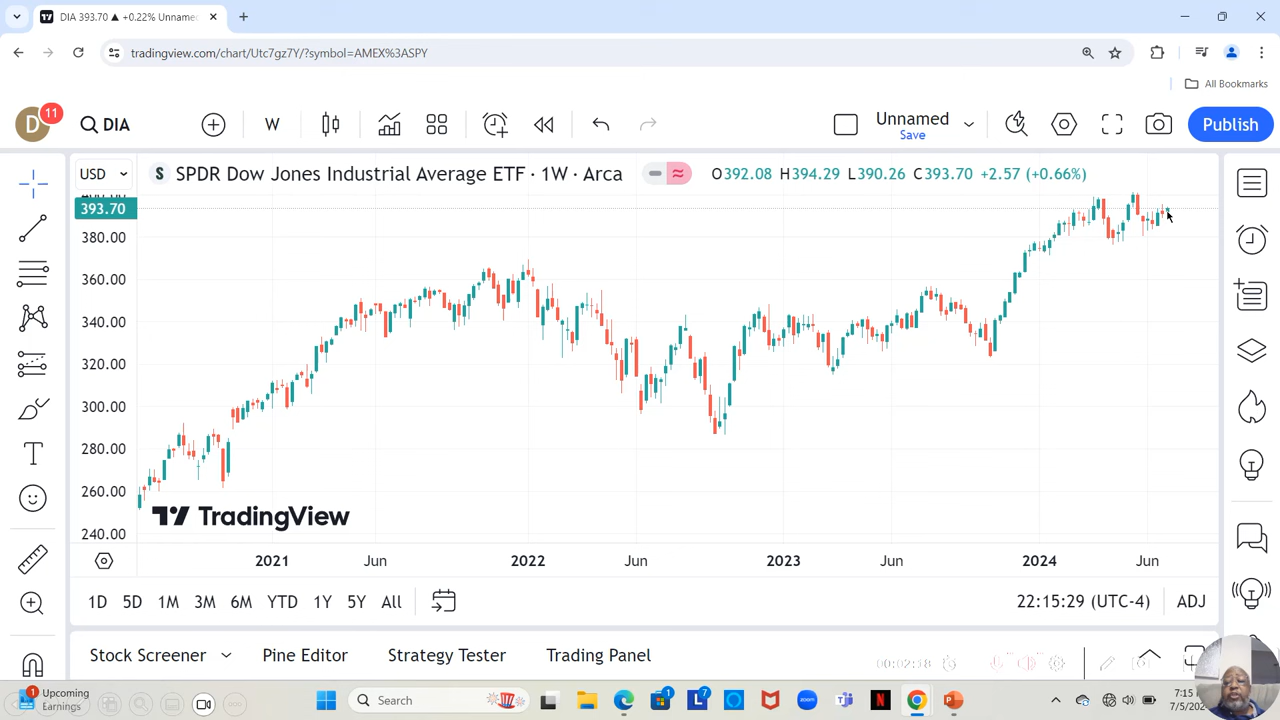 DIA 393.70 ▲ +0.22% Unnamed
tradingview.com/chart/Utc7gz7Y/?symbol=AMEX%3ASPY
All Bookmarks
D
11
DIA
W
Unnamed
Save
Publish
USD
S
SPDR Dow Jones Industrial Average ETF · 1W · Arca
O392.08 H394.29 L390.26 C393.70 +2.57 (+0.66%)
393.70
380.00
360.00
340.00
320.00
300.00
280.00
260.00
240.00
TradingView
2021
Jun
2022
Jun
2023
Jun
2024
Jun
1D 5D 1M 3M 6M YTD 1Y 5Y All
22:15:29 (UTC-4)
ADJ
Stock Screener
Pine Editor
Strategy Tester
Trading Panel
1
Upcoming
Earnings
Search
1
7
zoom
N
7:15